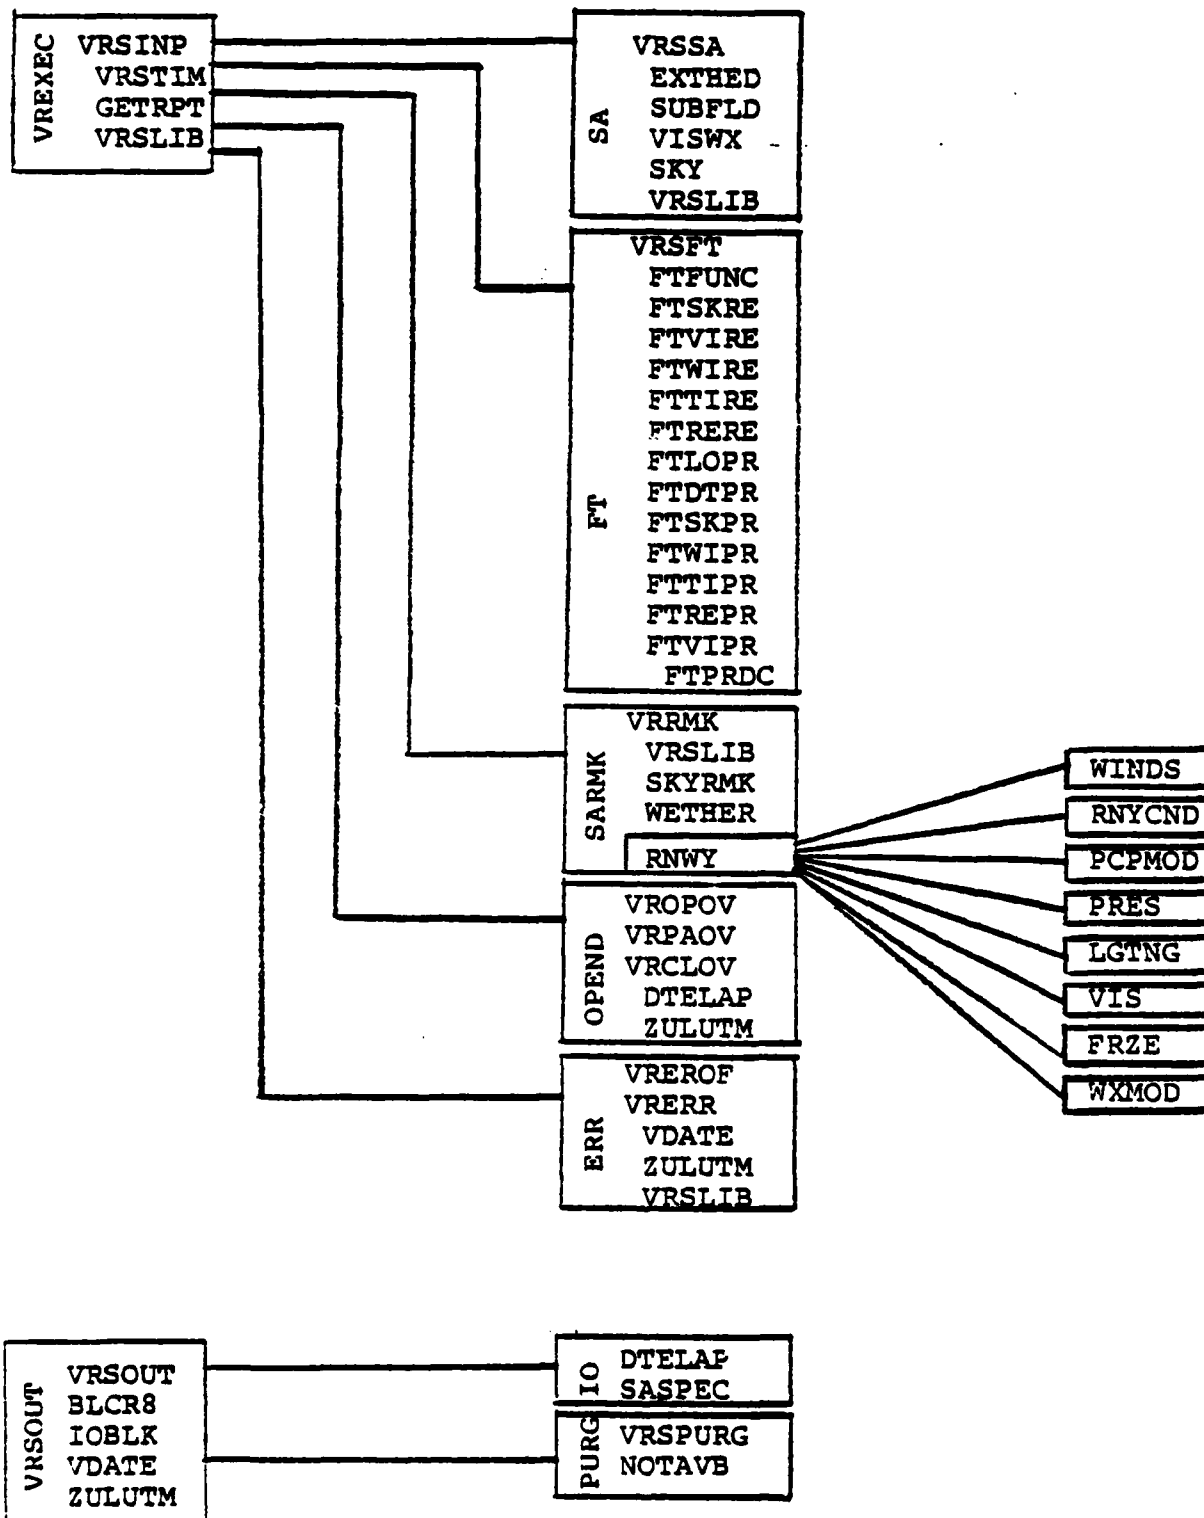 VREXEC
VRSINP
VRSTIM
GETRPT
VRSLIB
SA
VRSSA
EXTHED
SUBFLD
VISWX
SKY
VRSLIB
FT
VRSFT
FTFUNC
FTSKRE
FTVIRE
FTWIRE
FTTIRE
FTRERE
FTLOPR
FTDTPR
FTSKPR
FTWIPR
FTTIPR
FTREPR
FTVIPR
FTPRDC
SARMK
VRRMK
VRSLIB
SKYRMK
WETHER
RNWY
WINDS
RNYCND
PCPMOD
PRES
LGTNG
VIS
FRZE
WXMOD
OPEND
VROPOV
VRPAOV
VRCLOV
DTELAP
ZULUTM
ERR
VREROF
VRERR
VDATE
ZULUTM
VRSLIB
VRSOUT
VRSOUT
BLCR8
IOBLK
VDATE
ZULUTM
IO
DTELAP
SASPEC
PURG
VRSPURG
NOTAVB